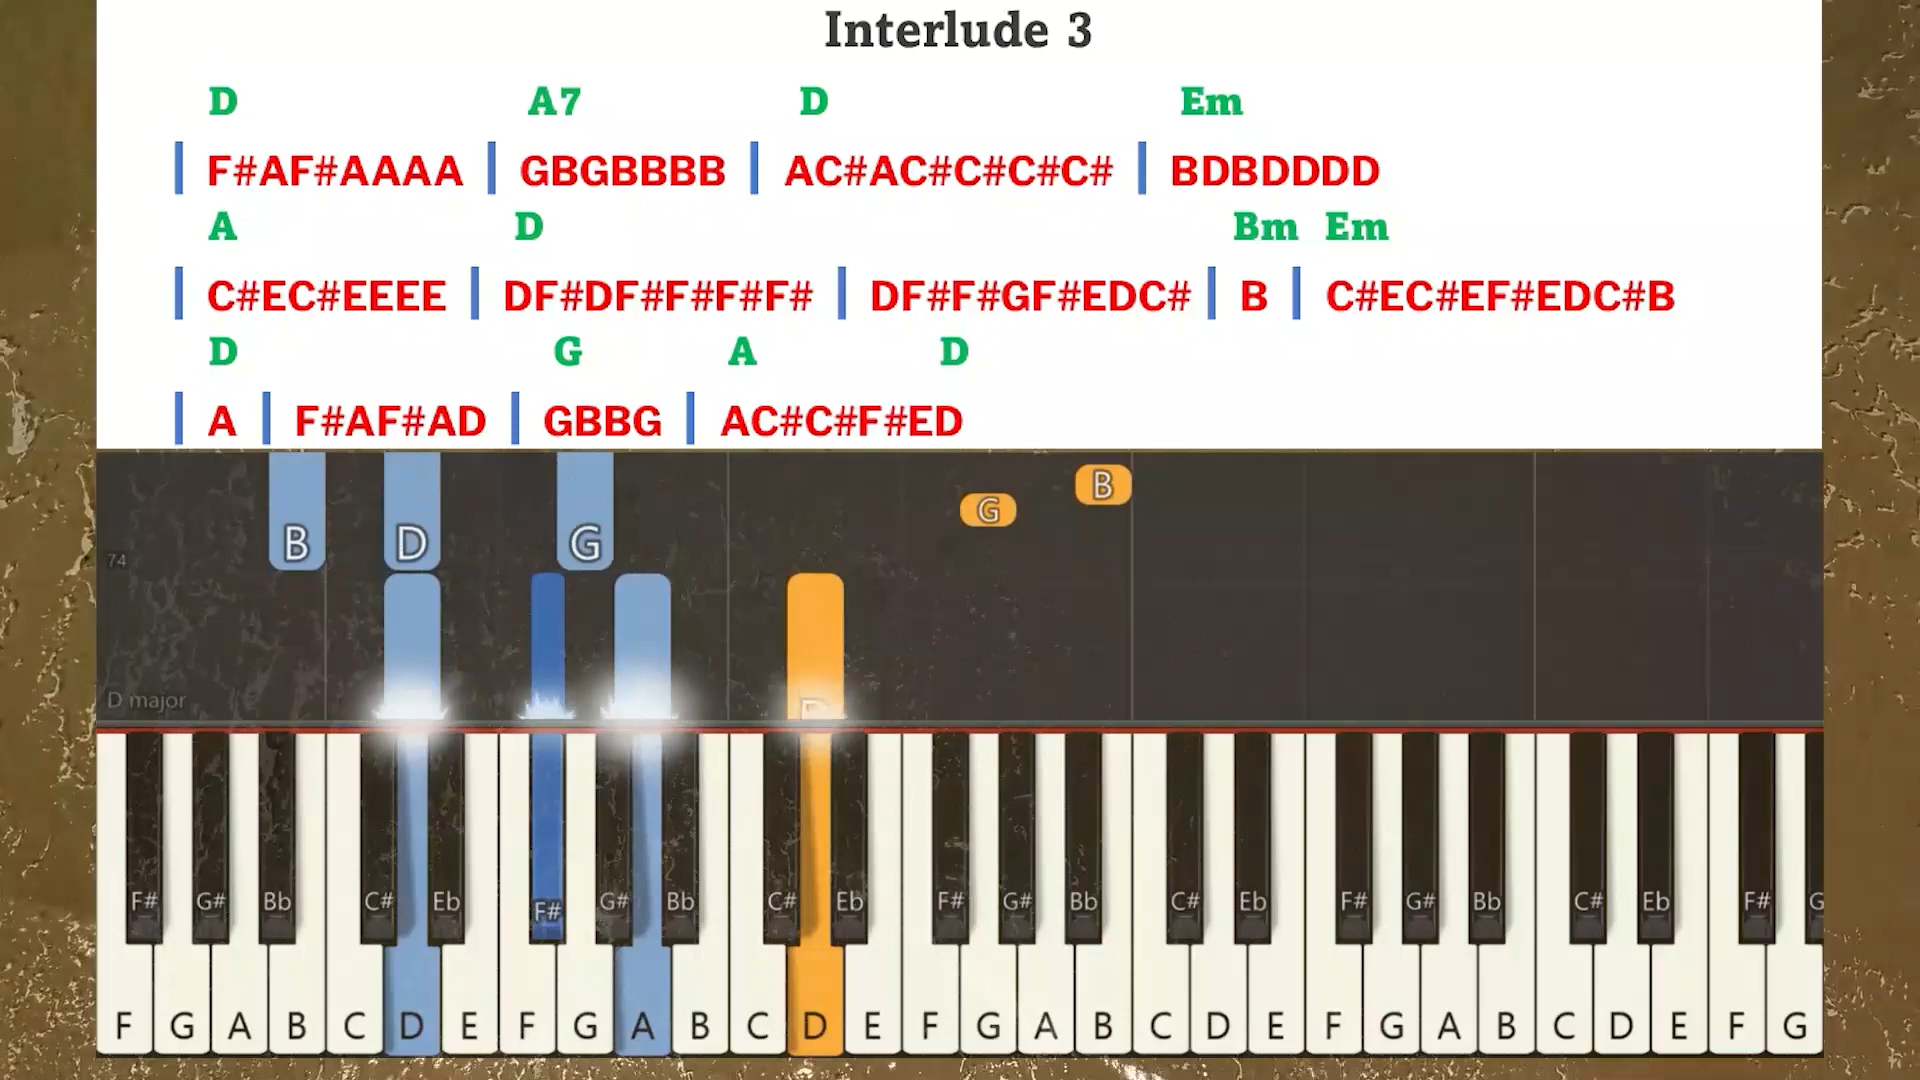 Interlude 3
D A7 D Em
| F#AF#AAAA | GBGBBBB | AC#AC#C#C#C# | BDBDDDD
A D Bm Em
| C#EC#EEEE | DF#DF#F#F#F# | DF#F#GF#EDC# | B | C#EC#EF#EDC#B
D G A D
| A | F#AF#AD | GBBG | AC#C#F#ED
B
G
B D G
74
D major
F# G# Bb C# Eb F# G# Bb C# Eb F# G# Bb C# Eb F# G# Bb C# Eb F# G
F G A B C D E F G A B C D E F G A B C D E F G A B C D E F G